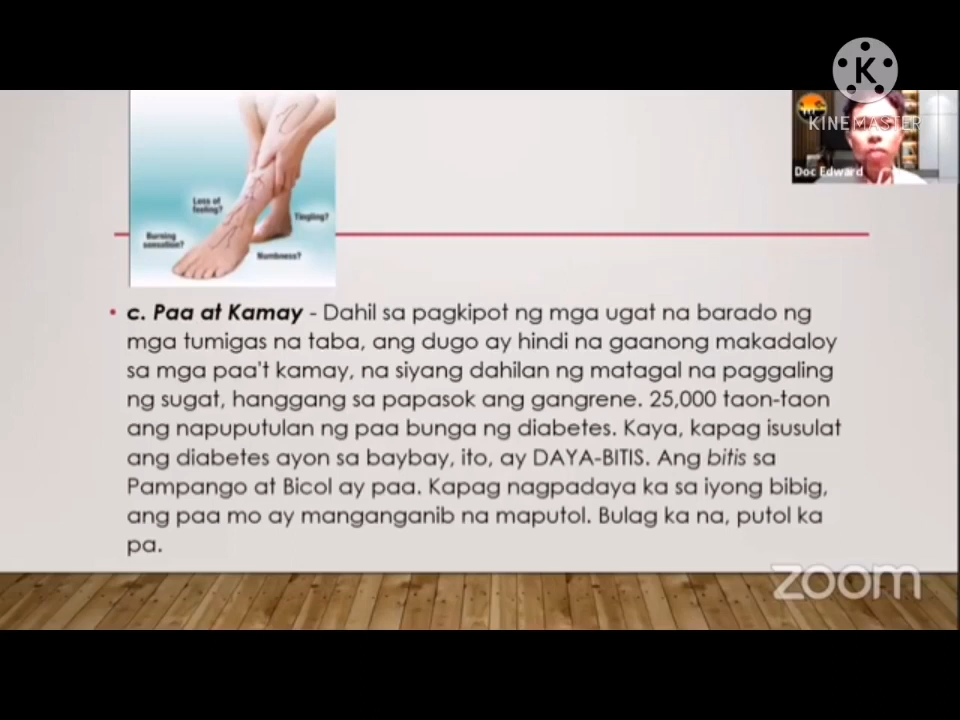 K
KINEMASTER
Doc Edward
Loss of
feeling?
Tingling?
Burning
sensation?
Numbness?
• c. Paa at Kamay - Dahil sa pagkipot ng mga ugat na barado ng
mga tumigas na taba, ang dugo ay hindi na gaanong makadaloy
sa mga paa't kamay, na siyang dahilan ng matagal na paggaling
ng sugat, hanggang sa papasok ang gangrene. 25,000 taon-taon
ang napuputulan ng paa bunga ng diabetes. Kaya, kapag isusulat
ang diabetes ayon sa baybay, ito, ay DAYA-BITIS. Ang bitis sa
Pampango at Bicol ay paa. Kapag nagpadaya ka sa iyong bibig,
ang paa mo ay manganganib na maputol. Bulag ka na, putol ka
pa.
zoom